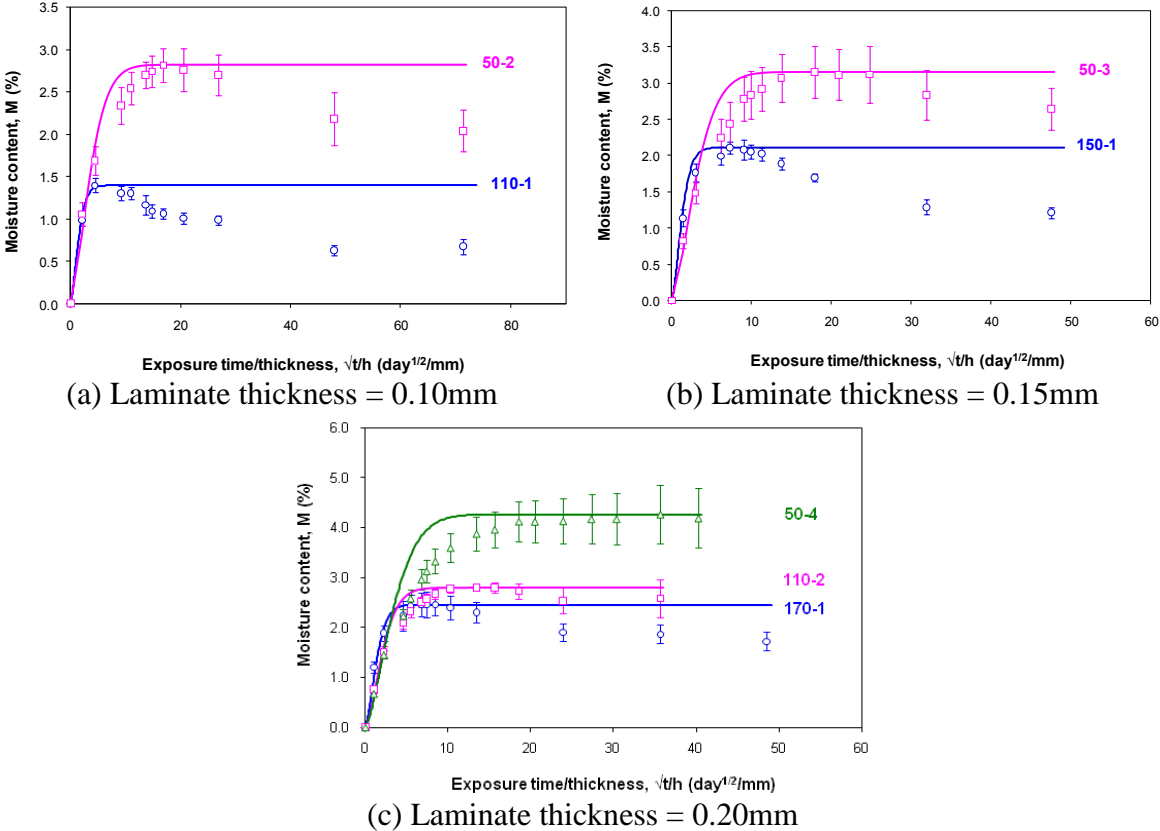 3.5
3.0
2.5
2.0
1.5
1.0
0.5
0.0
Moisture content, M (%)
50-2
110-1
0 20 40 60 80
Exposure time/thickness, √t/h (day1/2/mm)
(a) Laminate thickness = 0.10mm
4.0
3.5
3.0
2.5
2.0
1.5
1.0
0.5
0.0
Moisture content, M (%)
50-3
150-1
0 10 20 30 40 50 60
Exposure time/thickness, √t/h (day1/2/mm)
(b) Laminate thickness = 0.15mm
6.0
5.0
4.0
3.0
2.0
1.0
0.0
Moisture content, M (%)
50-4
110-2
170-1
0 10 20 30 40 50 60
Exposure time/thickness, √t/h (day1/2/mm)
(c) Laminate thickness = 0.20mm